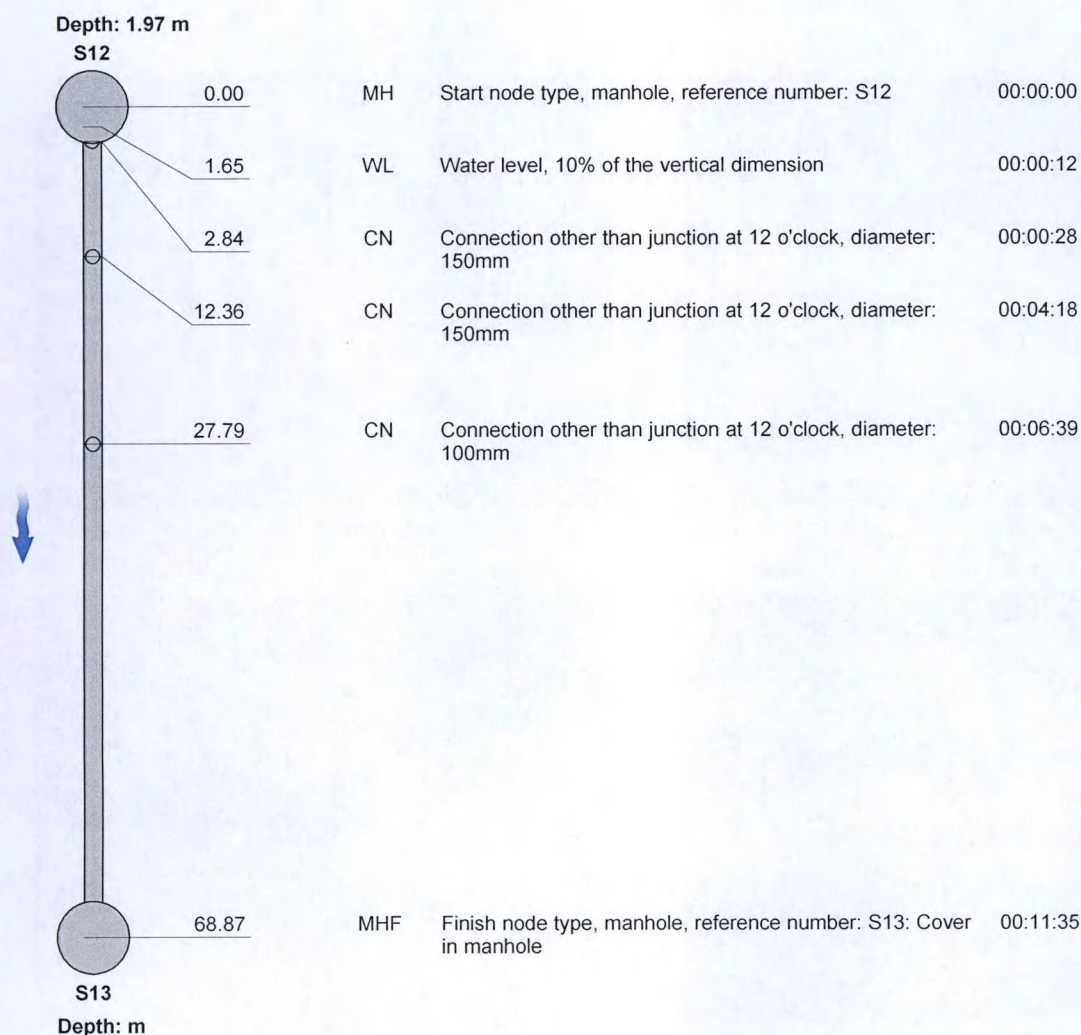 Depth: 1.97 m
S12
0.00 MH Start node type, manhole, reference number: S12 00:00:00
1.65 WL Water level, 10% of the vertical dimension 00:00:12
2.84 CN Connection other than junction at 12 o'clock, diameter: 00:00:28
150mm
12.36 CN Connection other than junction at 12 o'clock, diameter: 00:04:18
150mm
27.79 CN Connection other than junction at 12 o'clock, diameter: 00:06:39
100mm
68.87 MHF Finish node type, manhole, reference number: S13: Cover 00:11:35
in manhole
S13
Depth: m